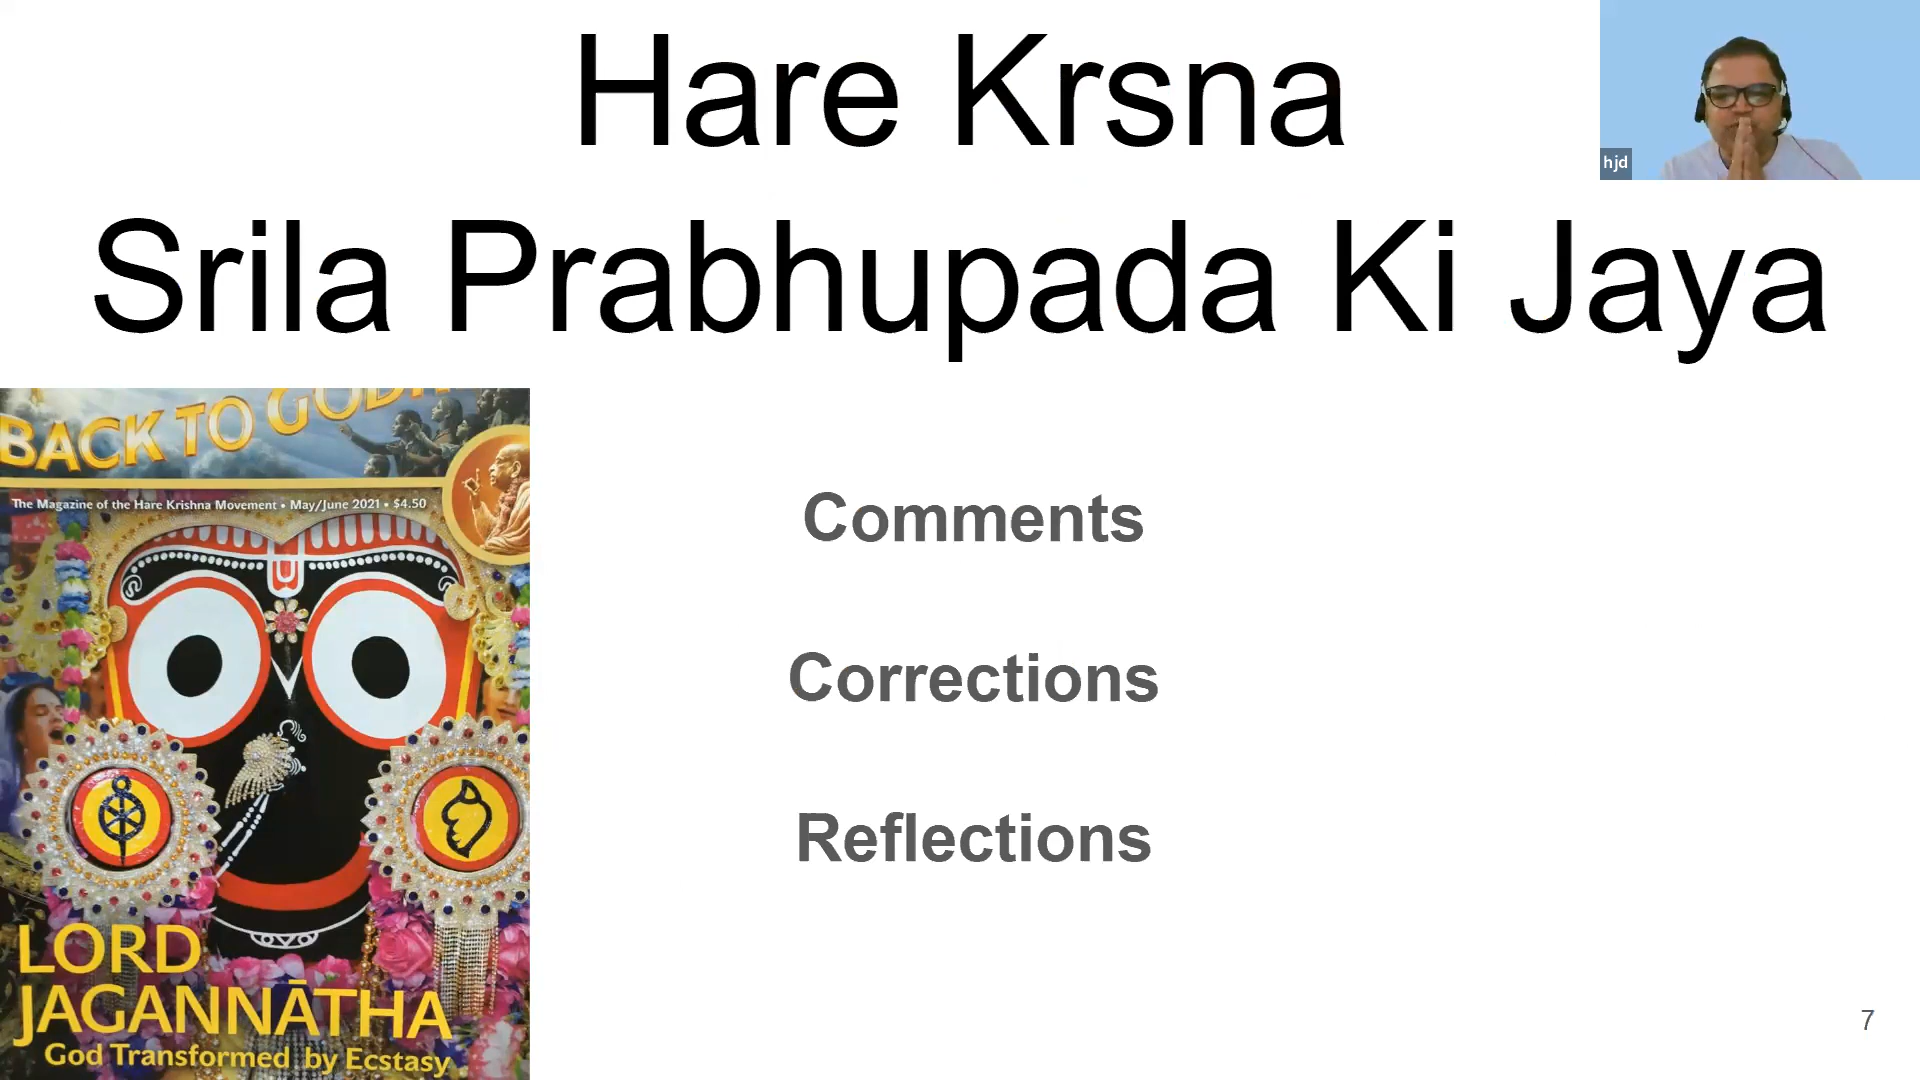 Hare Krsna
hjd
Srila Prabhupada Ki Jaya
BACK TO
The Magazine of the Hare Krishna Movement • May/June 2021 • $4.50
Comments
Corrections
Reflections
LORD
JAGANNĀTHA
God Transformed by Ecstasy
7